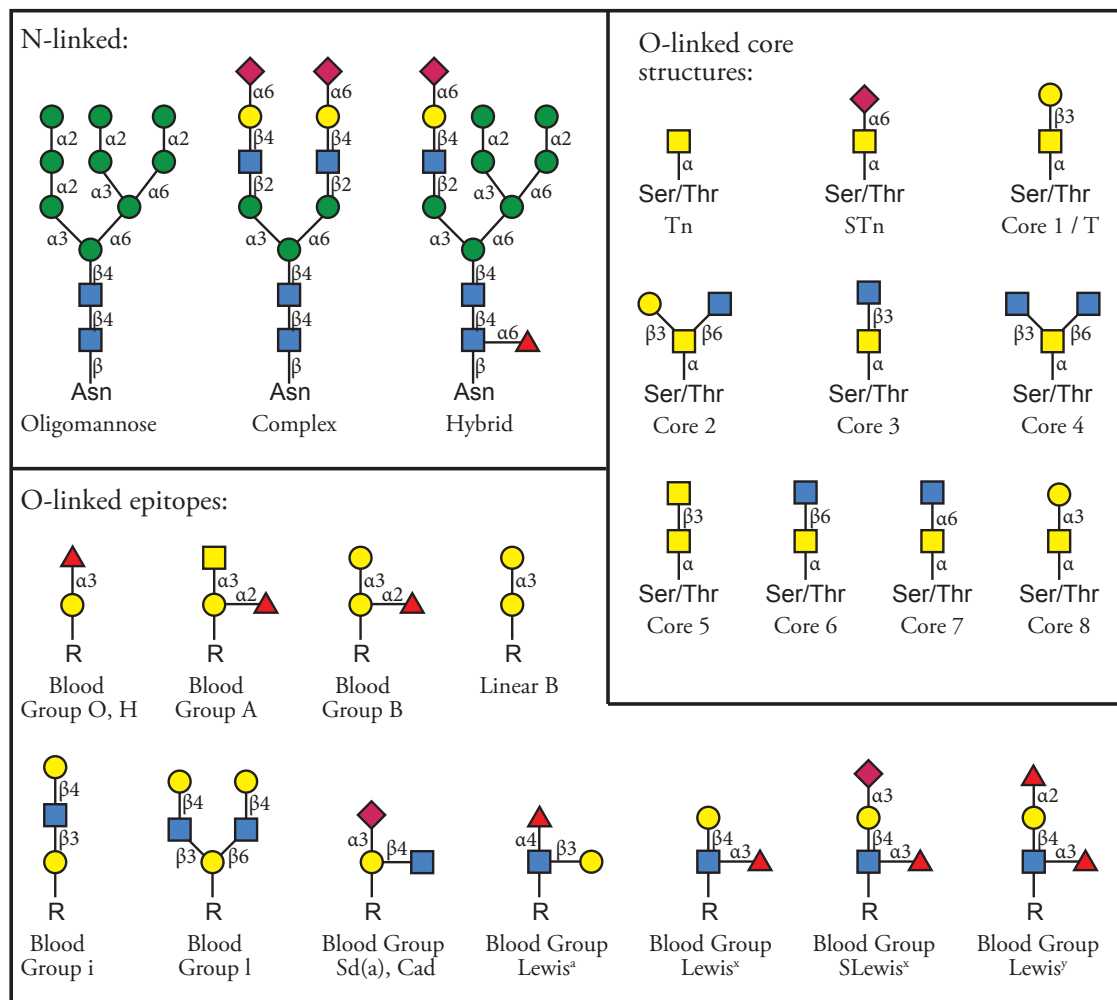 N-linked:
α6 α6 α6
α2 α2 α2 β4 β4 β4 α2 α2
α2 α3 α6 β2 β2 β2 α3 α6
α3 α6 α3 α6 α3 α6
β4 β4 β4
β4 β4 β4 α6
β β β
Asn Asn Asn
Oligomannose Complex Hybrid
O-linked core
structures:
α6 β3
α α α
Ser/Thr Ser/Thr Ser/Thr
Tn STn Core 1 / T
β3 β6 β3 β3 β6
α α α
Ser/Thr Ser/Thr Ser/Thr
Core 2 Core 3 Core 4
β3 β6 α6 α3
α α α α
Ser/Thr Ser/Thr Ser/Thr Ser/Thr
Core 5 Core 6 Core 7 Core 8
O-linked epitopes:
α3 α3 α2 α3 α2 α3
R R R R
Blood Blood Blood Linear B
Group O, H Group A Group B
β4 β4 β4 α3 α2
β3 β3 β6 α3 β4 α4 β3 β4 α3 β4 α3 β4 α3
R R R R R R R
Blood Blood Blood Group Blood Group Blood Group Blood Group Blood Group
Group i Group l Sd(a), Cad Lewisᵃ Lewisˣ SLewisˣ Lewisʸ